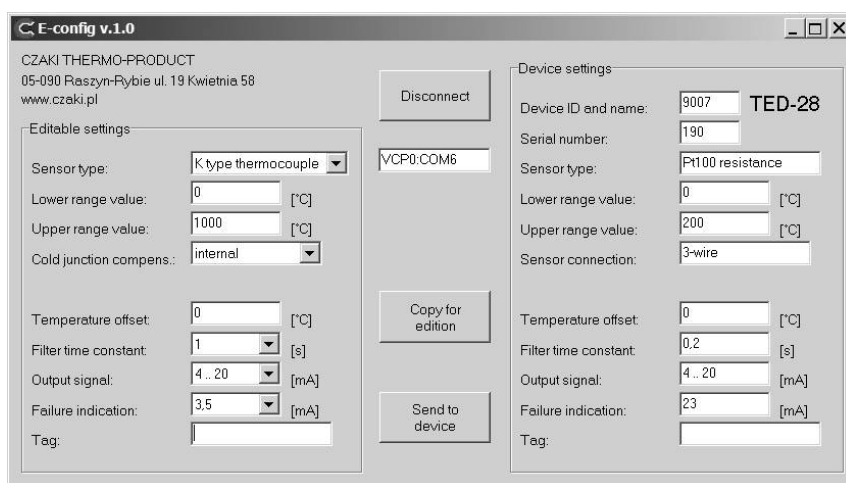 E-config v.1.0
CZAKI THERMO-PRODUCT
05-090 Raszyn-Rybie ul. 19 Kwietnia 58
www.czaki.pl
Editable settings
Sensor type: K type thermocouple
Lower range value: 0 [°C]
Upper range value: 1000 [°C]
Cold junction compens.: internal
Temperature offset: 0 [°C]
Filter time constant: 1 [s]
Output signal: 4 .. 20 [mA]
Failure indication: 3,5 [mA]
Tag:
Disconnect
VCP0:COM6
Copy for
edition
Send to
device
Device settings
Device ID and name: 9007 TED-28
Serial number: 190
Sensor type: Pt100 resistance
Lower range value: 0 [°C]
Upper range value: 200 [°C]
Sensor connection: 3-wire
Temperature offset: 0 [°C]
Filter time constant: 0,2 [s]
Output signal: 4 .. 20 [mA]
Failure indication: 23 [mA]
Tag: